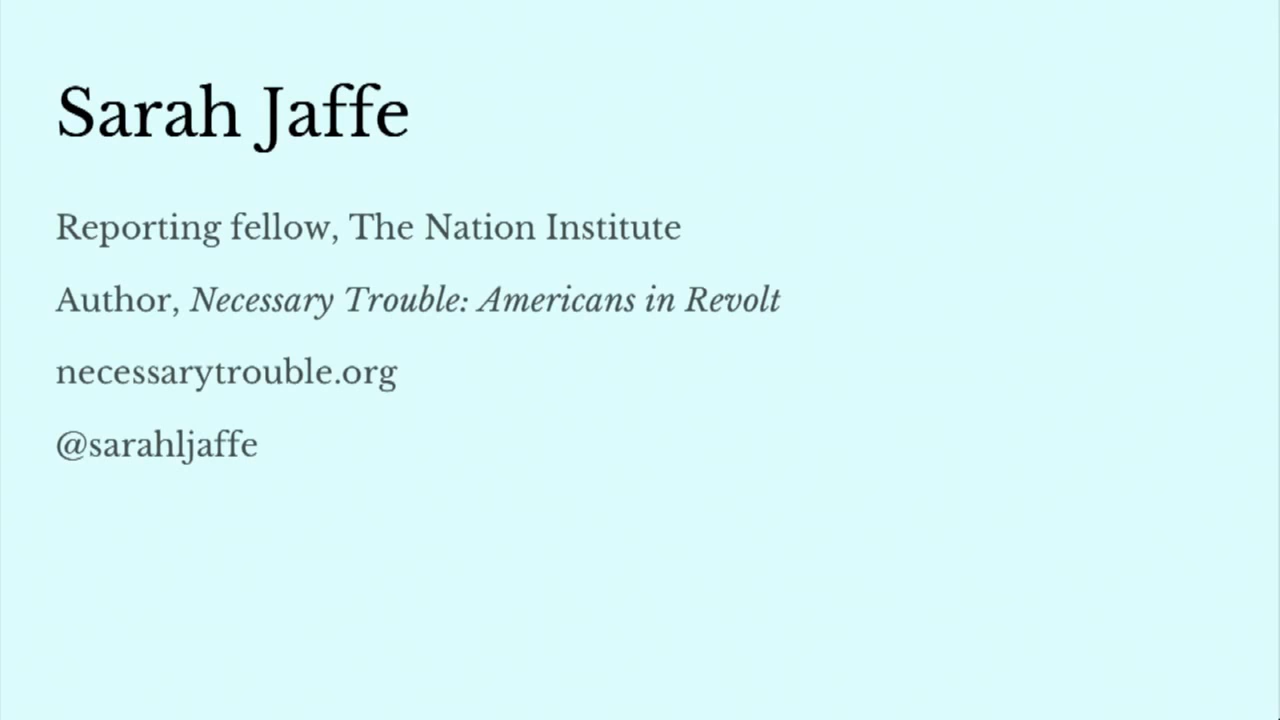 Sarah Jaffe
Reporting fellow, The Nation Institute
Author, Necessary Trouble: Americans in Revolt
necessarytrouble.org
@sarahljaffe